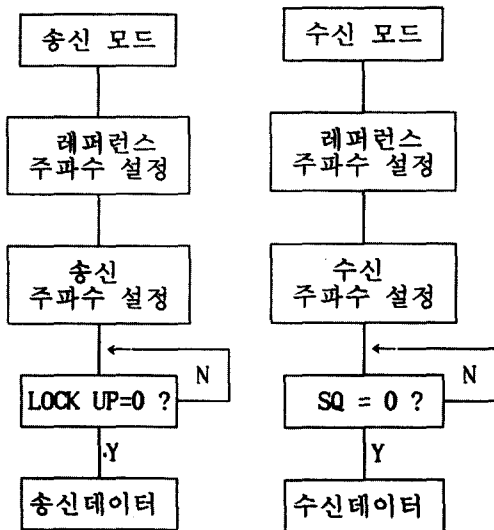 송신 모드
레퍼런스
주파수 설정
송신
주파수 설정
N
LOCK UP=0 ?
Y
송신데이터
수신 모드
레퍼런스
주파수 설정
수신
주파수 설정
N
SQ = 0 ?
Y
수신데이터